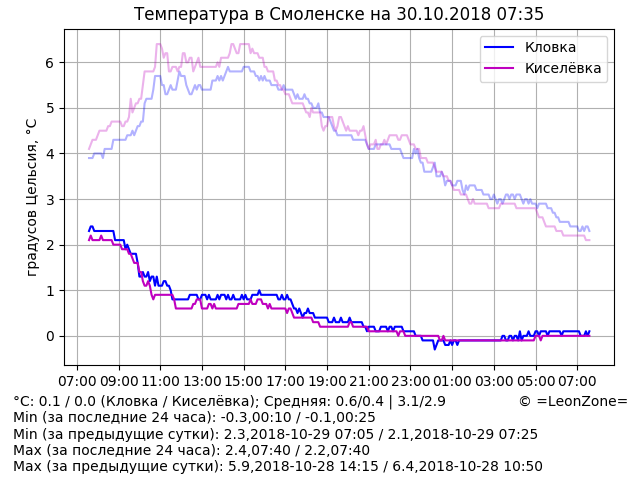 Температура в Смоленске на 30.10.2018 07:35
Кловка
Киселёвка
градусов Цельсия, °C
6
5
4
3
2
1
0
07:00 09:00 11:00 13:00 15:00 17:00 19:00 21:00 23:00 01:00 03:00 05:00 07:00
°C: 0.1 / 0.0 (Кловка / Киселёвка); Средняя: 0.6/0.4 | 3.1/2.9 © =LeonZone=
Min (за последние 24 часа): -0.3,00:10 / -0.1,00:25
Min (за предыдущие сутки): 2.3,2018-10-29 07:05 / 2.1,2018-10-29 07:25
Max (за последние 24 часа): 2.4,07:40 / 2.2,07:40
Max (за предыдущие сутки): 5.9,2018-10-28 14:15 / 6.4,2018-10-28 10:50